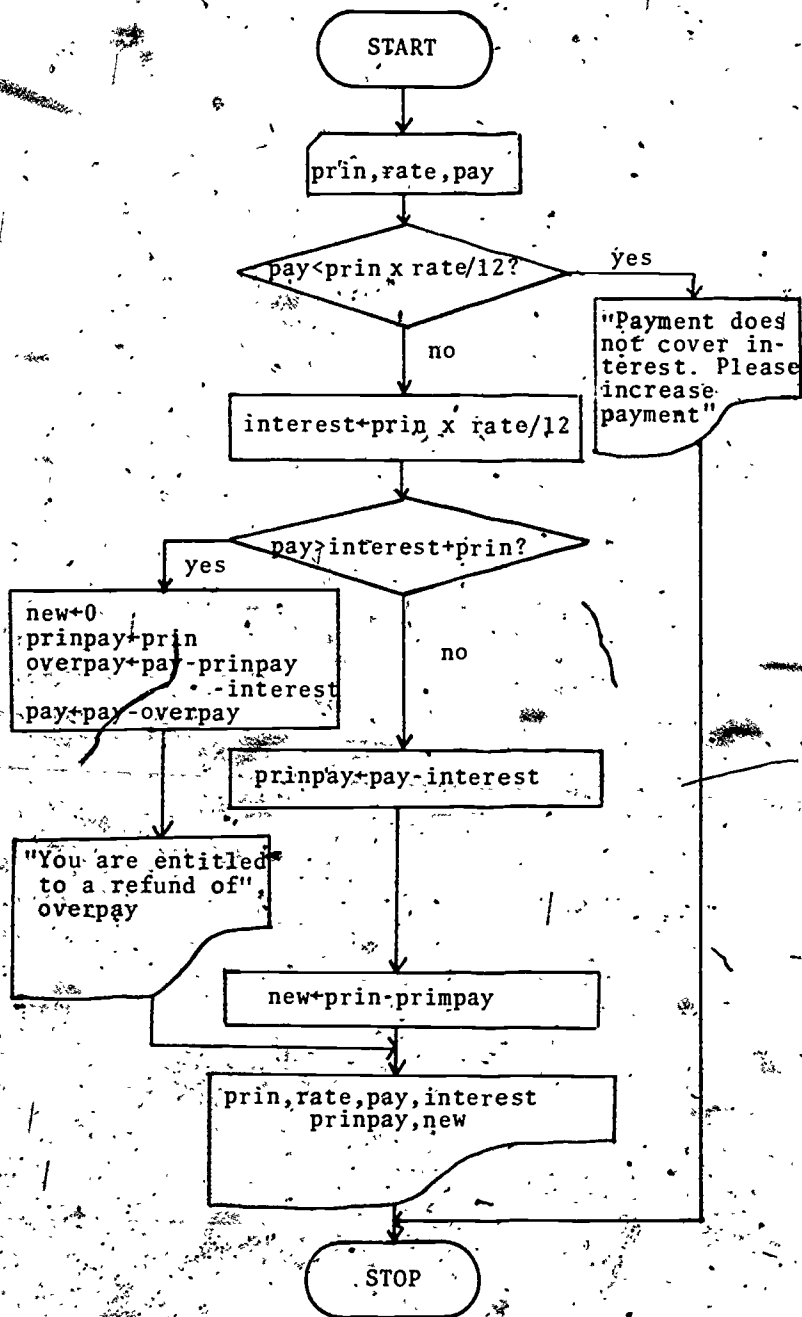 START
prin,rate,pay
pay<prin x rate/12?
yes
"Payment does
not cover in-
terest. Please
increase
payment"
no
interest←prin x rate/12
pay>interest+prin?
yes
new←0
prinpay←prin
overpay←pay-prinpay
-interest
pay←pay-overpay
no
prinpay←pay-interest
"You are entitled
to a refund of",
overpay
new←prin-primpay
prin,rate,pay,interest
prinpay,new
STOP